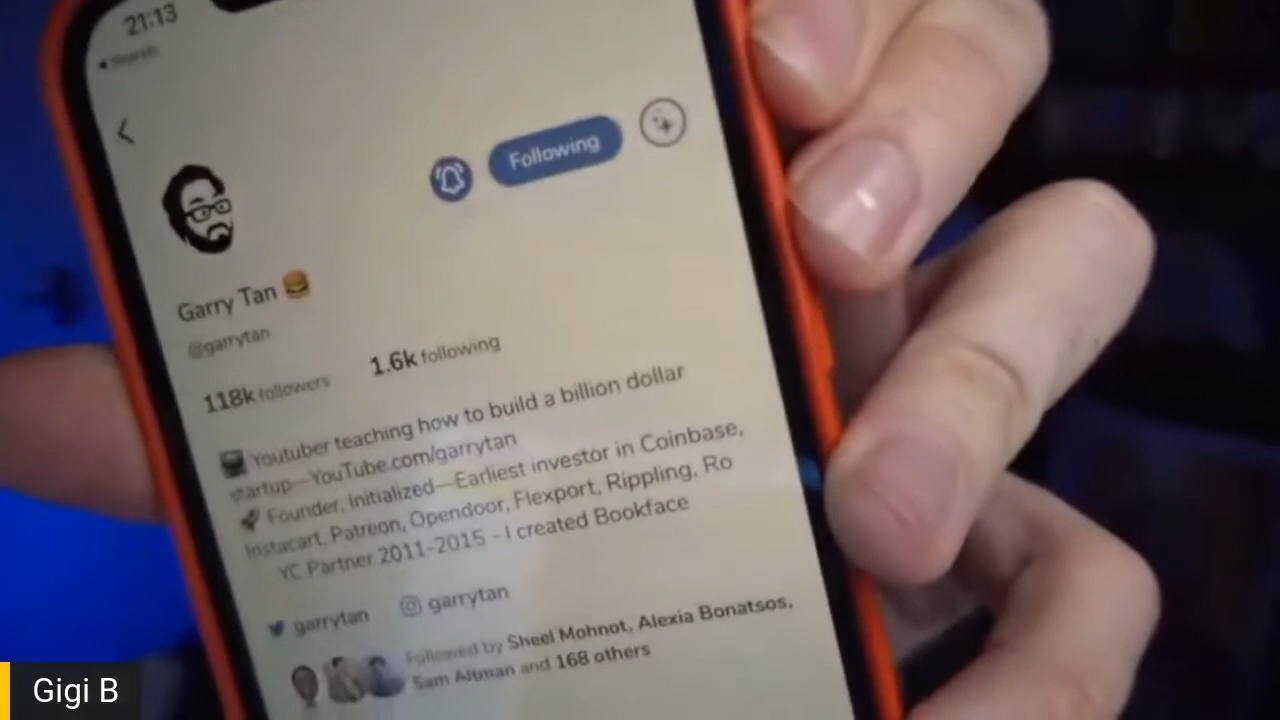 21:13
Search
Following
Garry Tan 🍔
@garrytan
118k followers 1.6k following
Youtuber teaching how to build a billion dollar
startup—YouTube.com/garrytan
🚀 Founder, Initialized—Earliest investor in Coinbase,
Instacart, Patreon, Opendoor, Flexport, Rippling, Ro
YC Partner 2011-2015 - I created Bookface
garrytan garrytan
Followed by Sheel Mohnot, Alexia Bonatsos,
Sam Altman and 168 others
Gigi B